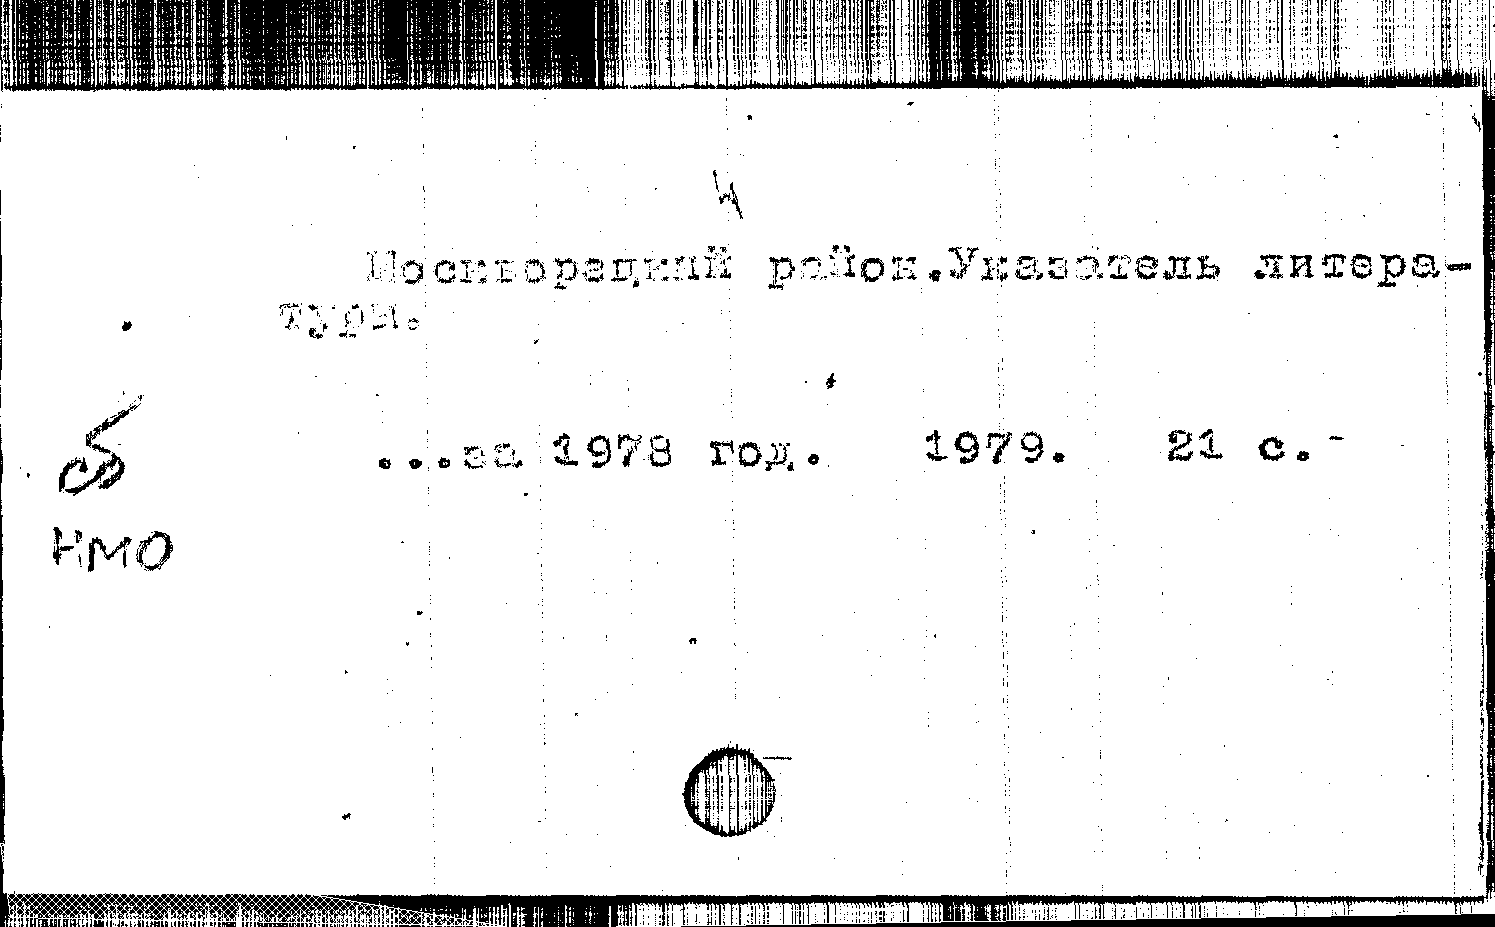 Москворецкий район.Указатель литера-
туры.
...за 1978 год. 1979. 21 с.-
б
НМО